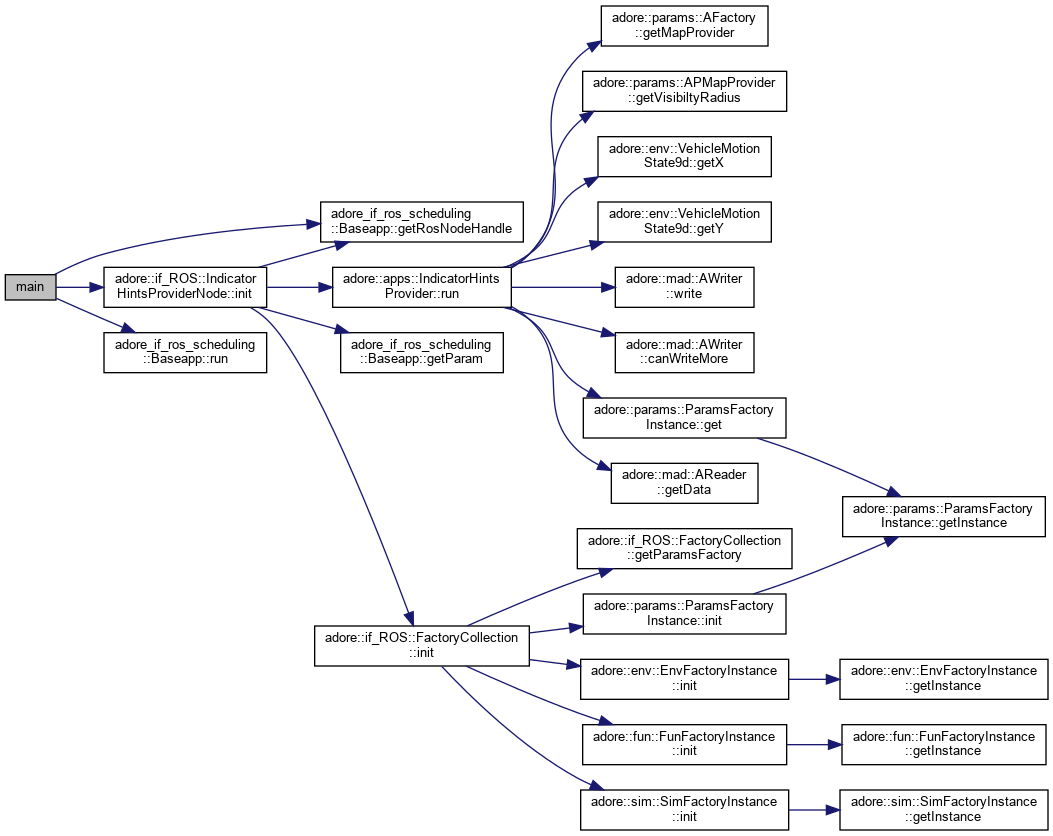 adore::params::AFactory
::getMapProvider
adore::params::APMapProvider
::getVisibiltyRadius
adore::env::VehicleMotion
State9d::getX
adore_if_ros_scheduling
::Baseapp::getRosNodeHandle
adore::env::VehicleMotion
State9d::getY
main
adore::if_ROS::Indicator
HintsProviderNode::init
adore::apps::IndicatorHints
Provider::run
adore::mad::AWriter
::write
adore_if_ros_scheduling
::Baseapp::run
adore_if_ros_scheduling
::Baseapp::getParam
adore::mad::AWriter
::canWriteMore
adore::params::ParamsFactory
Instance::get
adore::mad::AReader
::getData
adore::params::ParamsFactory
Instance::getInstance
adore::if_ROS::FactoryCollection
::getParamsFactory
adore::params::ParamsFactory
Instance::init
adore::if_ROS::FactoryCollection
::init
adore::env::EnvFactoryInstance
::init
adore::env::EnvFactoryInstance
::getInstance
adore::fun::FunFactoryInstance
::init
adore::fun::FunFactoryInstance
::getInstance
adore::sim::SimFactoryInstance
::init
adore::sim::SimFactoryInstance
::getInstance